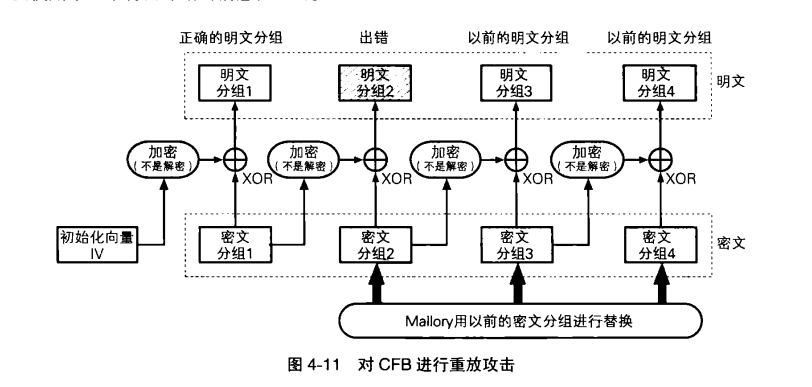 正确的明文分组
出错
以前的明文分组
以前的明文分组
明文
分组1
明文
分组2
明文
分组3
明文
分组4
明文
加密
(不是解密)
加密
(不是解密)
加密
(不是解密)
加密
(不是解密)
XOR
XOR
XOR
XOR
初始化向量
IV
密文
分组1
密文
分组2
密文
分组3
密文
分组4
密文
Mallory用以前的密文分组进行替换
图 4-11 对 CFB 进行重放攻击